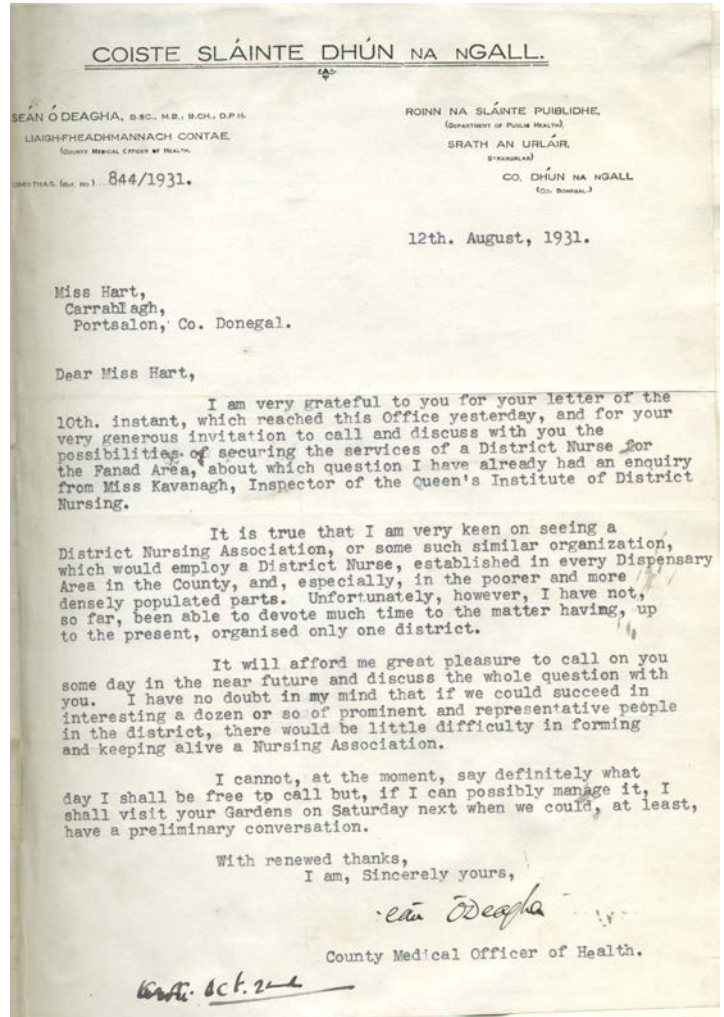 COISTE SLÁINTE DHÚN NA NGALL.
SEÁN Ó DEAGHA, B.SC., M.B., B.CH., D.P.H.
LIAIGH-FHEADHMANNACH CONTAE
(COUNTY MEDICAL OFFICER OF HEALTH.
UIMH-THAS. (REF. NO) 844/1931.
ROINN NA SLÁINTE PUIBLIDHE,
(DEPARTMENT OF PUBLIC HEALTH),
SRATH AN URLÁIR,
(STRANORLAR)
CO. DHÚN NA NGALL
(CO. DONEGAL.)
12th. August, 1931.
Miss Hart,
Carrablagh,
Portsalon, Co. Donegal.
Dear Miss Hart,
I am very grateful to you for your letter of the
10th. instant, which reached this Office yesterday, and for your
very generous invitation to call and discuss with you the
possibilities of securing the services of a District Nurse for
the Fanad Area, about which question I have already had an enquiry
from Miss Kavanagh, Inspector of the Queen's Institute of District
Nursing.
It is true that I am very keen on seeing a
District Nursing Association, or some such similar organization,
which would employ a District Nurse, established in every Dispensary
Area in the County, and, especially, in the poorer and more
densely populated parts. Unfortunately, however, I have not,
so far, been able to devote much time to the matter having, up
to the present, organised only one district.
It will afford me great pleasure to call on you
some day in the near future and discuss the whole question with
you. I have no doubt in my mind that if we could succeed in
interesting a dozen or so of prominent and representative people
in the district, there would be little difficulty in forming
and keeping alive a Nursing Association.
I cannot, at the moment, say definitely what
day I shall be free to call but, if I can possibly manage it, I
shall visit your Gardens on Saturday next when we could, at least,
have a preliminary conversation.
With renewed thanks,
I am, Sincerely yours,
Seán ÓDeagha
County Medical Officer of Health.
Oct. 2nd